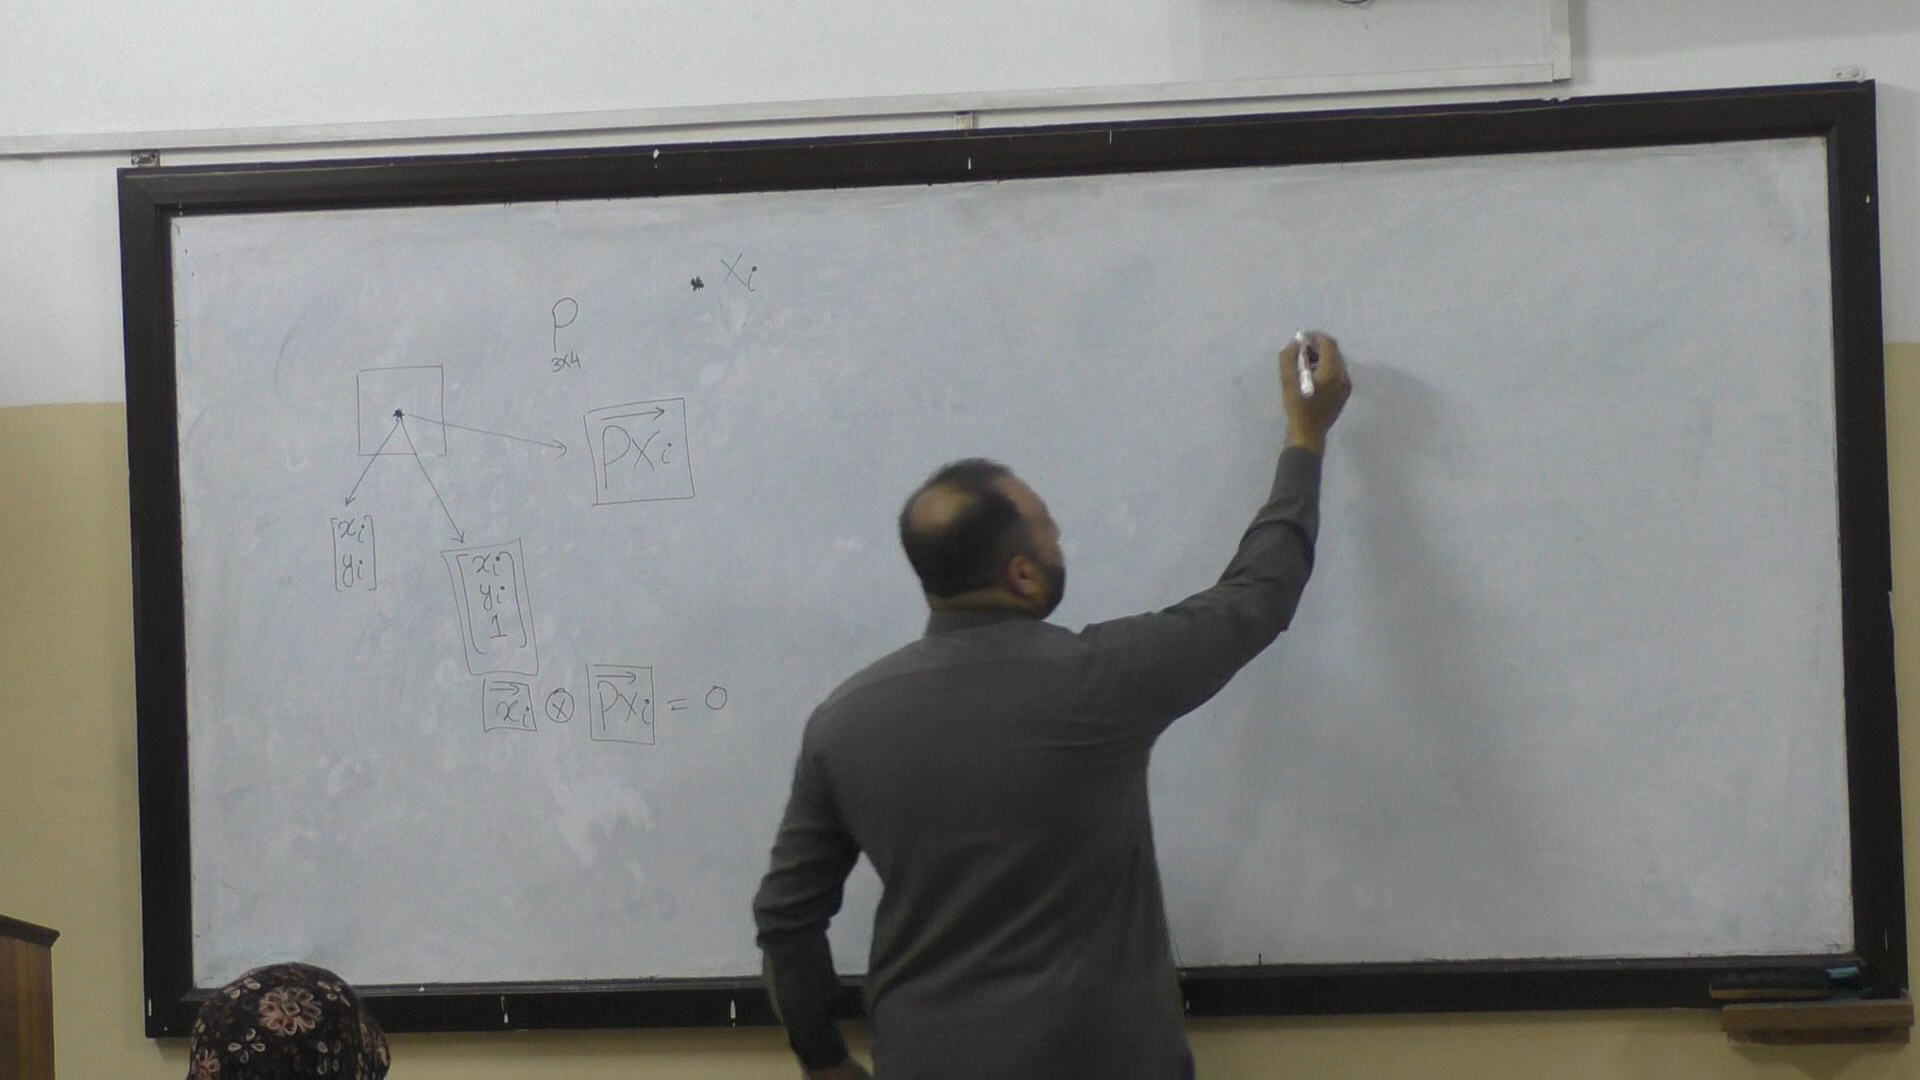 • Xi
P
3x4
PXi
[xi
yi]
[xi
yi
1]
xi ⊗ PXi = 0